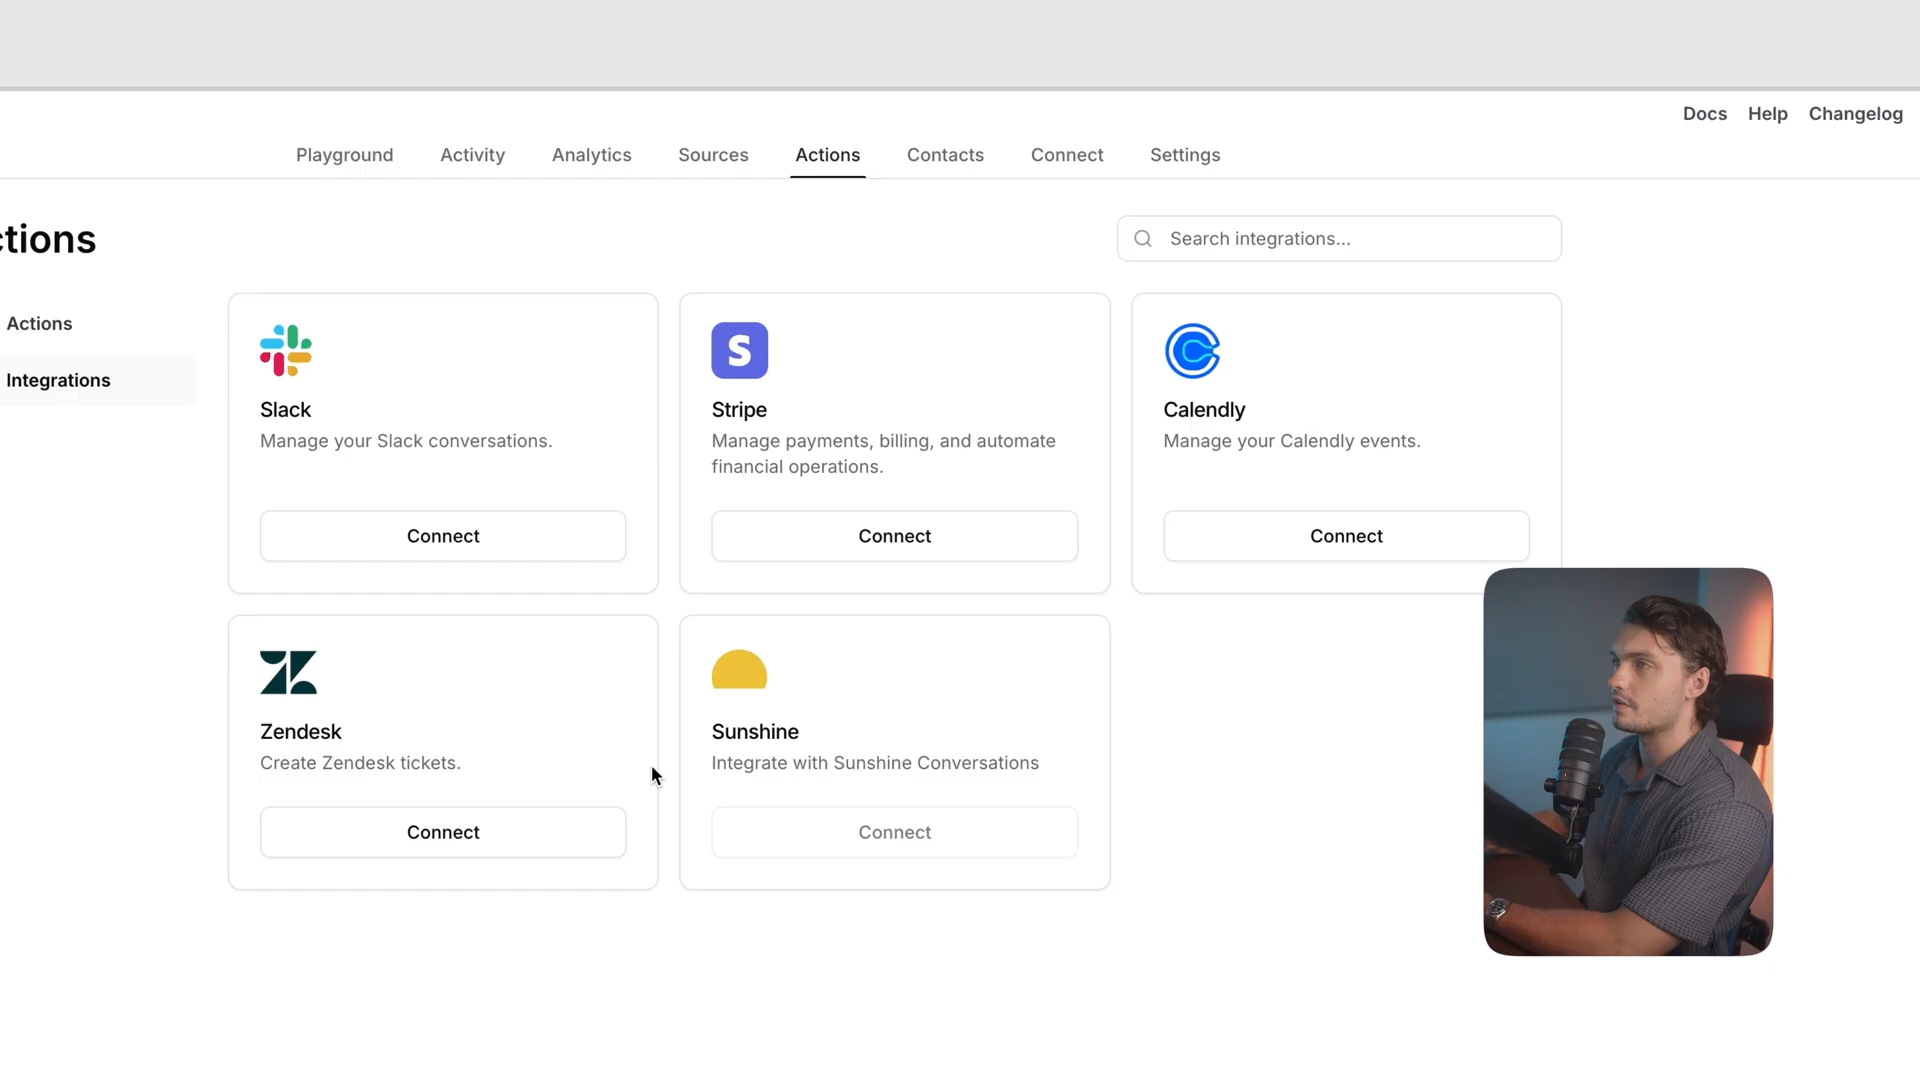 Docs Help Changelog
Playground Activity Analytics Sources Actions Contacts Connect Settings
ctions
Search integrations...
Actions
Integrations
Slack
Manage your Slack conversations.
Connect
Stripe
Manage payments, billing, and automate
financial operations.
Connect
Calendly
Manage your Calendly events.
Connect
Zendesk
Create Zendesk tickets.
Connect
Sunshine
Integrate with Sunshine Conversations
Connect